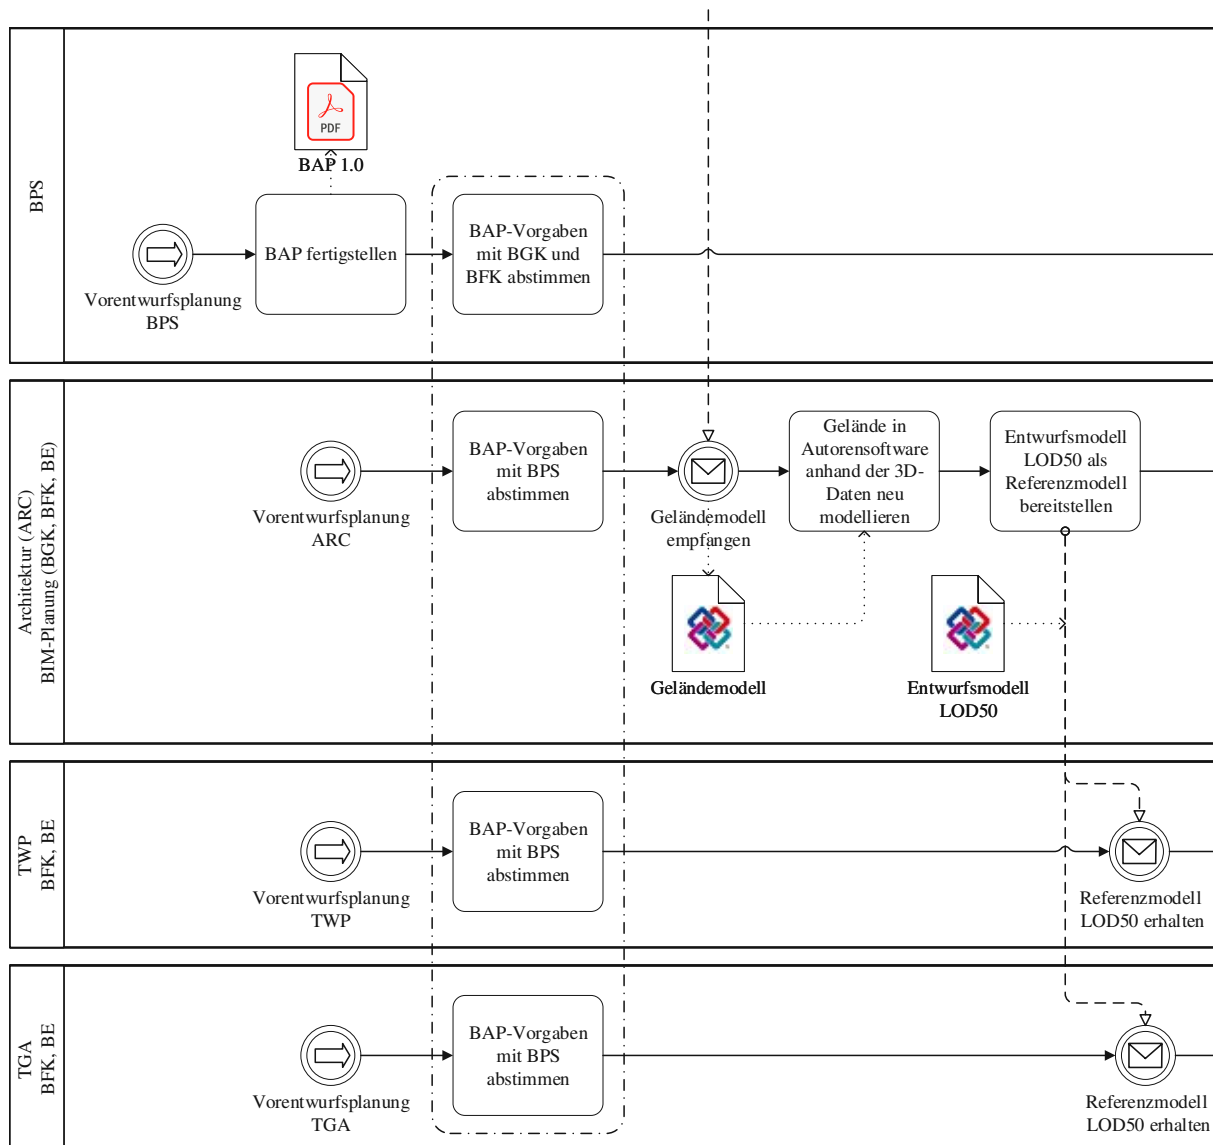 BPS
PDF
BAP 1.0
BAP fertigstellen
BAP-Vorgaben
mit BGK und
BFK abstimmen
Vorentwurfsplanung
BPS
Architektur (ARC)
BIM-Planung (BGK, BFK, BE)
Vorentwurfsplanung
ARC
BAP-Vorgaben
mit BPS
abstimmen
Geländemodell
empfangen
Gelände in
Autorensoftware
anhand der 3D-
Daten neu
modellieren
Entwurfsmodell
LOD50 als
Referenzmodell
bereitstellen
Geländemodell
Entwurfsmodell
LOD50
TWP
BFK, BE
Vorentwurfsplanung
TWP
BAP-Vorgaben
mit BPS
abstimmen
Referenzmodell
LOD50 erhalten
TGA
BFK, BE
Vorentwurfsplanung
TGA
BAP-Vorgaben
mit BPS
abstimmen
Referenzmodell
LOD50 erhalten